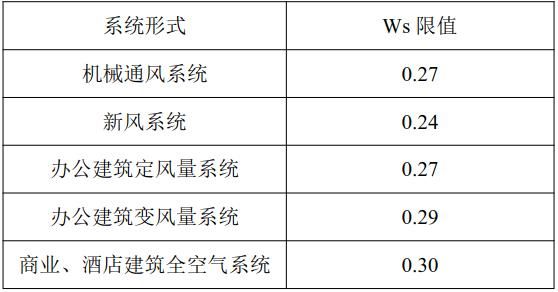 系统形式 Ws 限值
机械通风系统 0.27
新风系统 0.24
办公建筑定风量系统 0.27
办公建筑变风量系统 0.29
商业、酒店建筑全空气系统 0.30